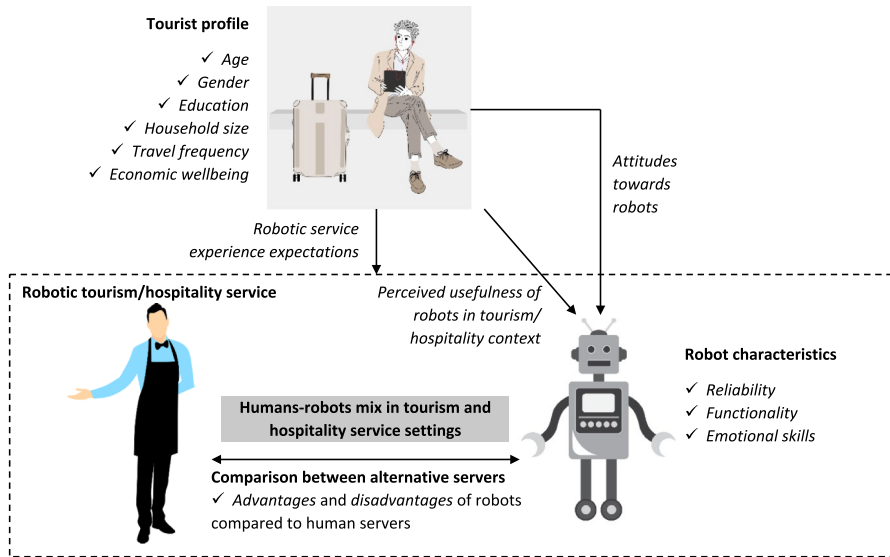 Tourist profile
✓ Age
✓ Gender
✓ Education
✓ Household size
✓ Travel frequency
✓ Economic wellbeing
Attitudes
towards
robots
Robotic service
experience expectations
Robotic tourism/hospitality service
Perceived usefulness of
robots in tourism/
hospitality context
Robot characteristics
✓ Reliability
✓ Functionality
✓ Emotional skills
Humans-robots mix in tourism and
hospitality service settings
Comparison between alternative servers
✓ Advantages and disadvantages of robots
compared to human servers